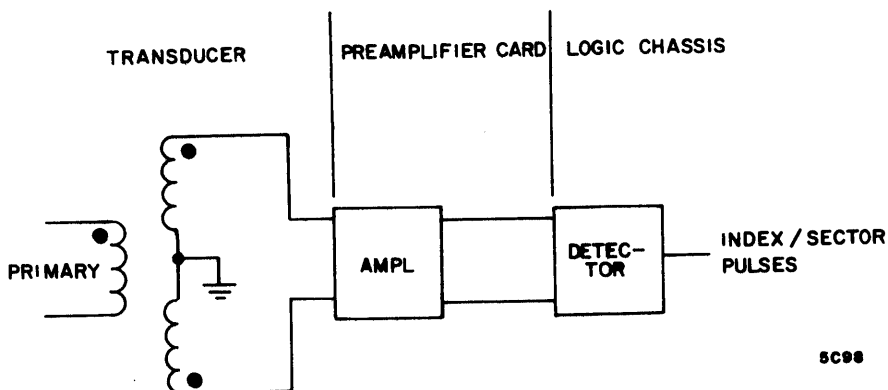 TRANSDUCER
PREAMPLIFIER CARD
LOGIC CHASSIS
PRIMARY
AMPL
DETEC-
TOR
INDEX / SECTOR
PULSES
5C98